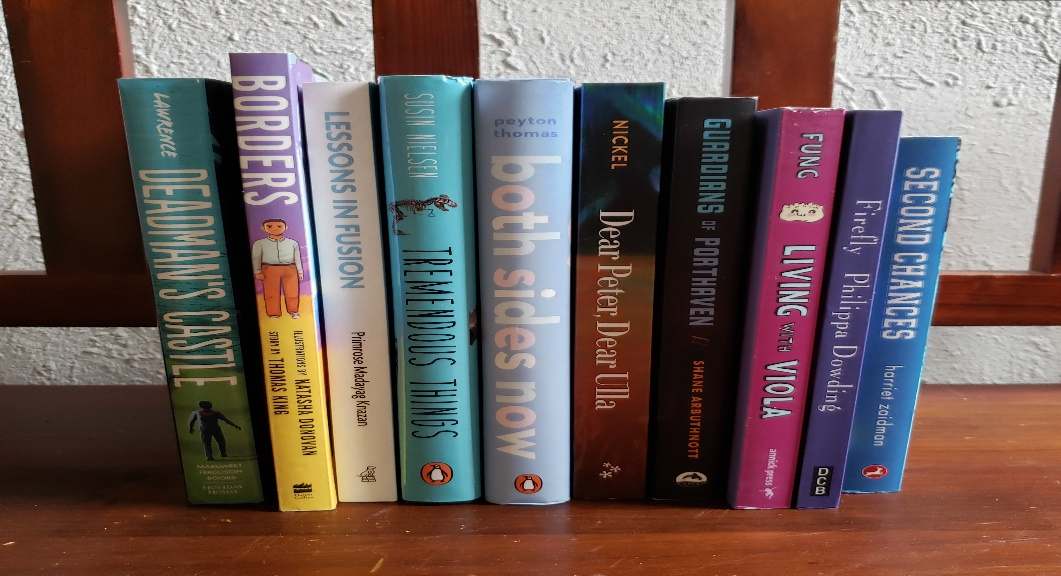 LAWRENCE
DEADMAN'S CASTLE
MARGARET
FERGUSON
BOOKS
HOLIDAY
HOUSE
BORDERS
ILLUSTRATIONS BY NATASHA DONOVAN
STORY BY THOMAS KING
LESSONS IN FUSION
Primrose Madayag Knazan
SUSIN NIELSEN
TREMENDOUS THINGS
peyton
thomas
both sides now
NICKEL
Dear Peter, Dear Ulla
GUARDIANS OF PORTHAVEN //
SHANE ARBUTHNOTT
FUNG
LIVING WITH VIOLA
annick press
Firefly
Philippa Dowding
DCB
SECOND CHANCES
harriet zaidman